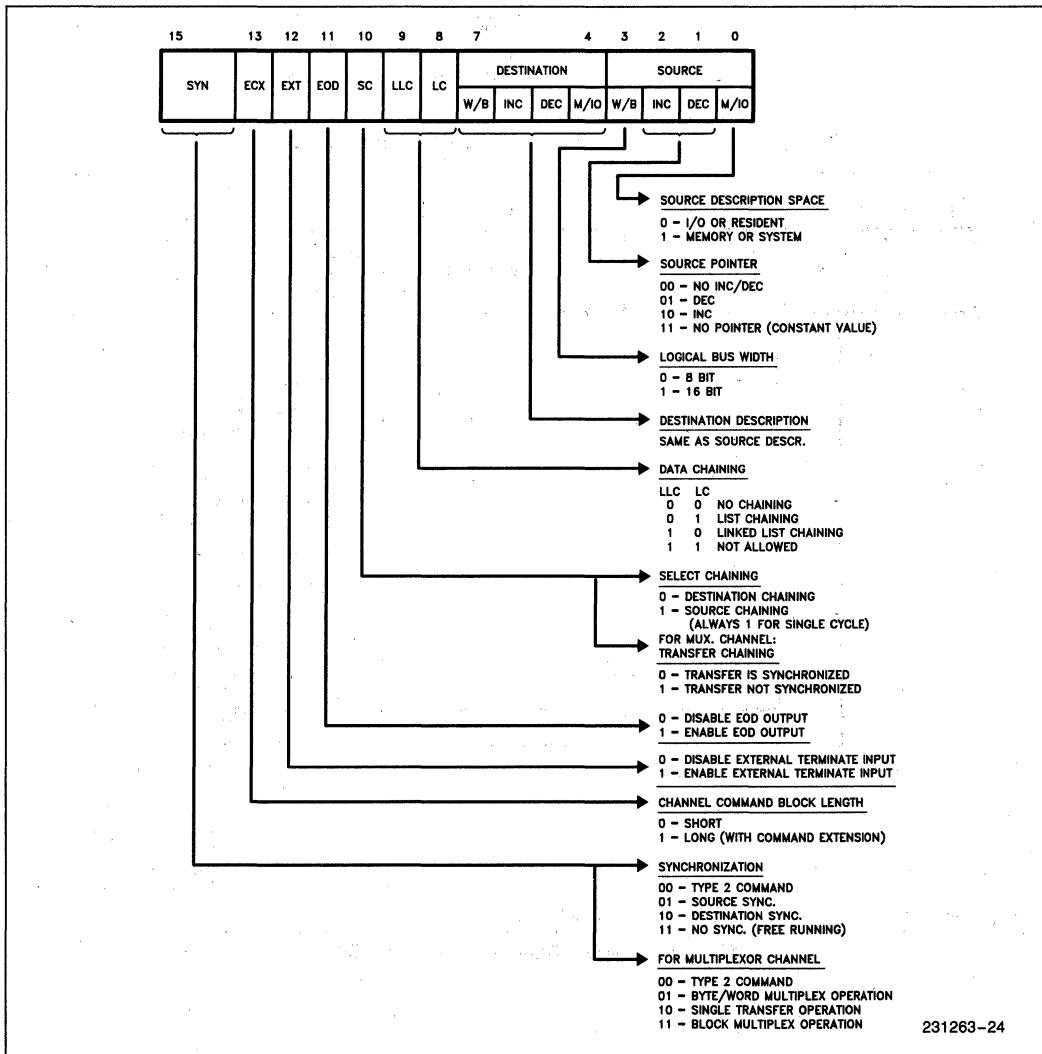 15 13 12 11 10 9 8 7 4 3 2 1 0
SYN ECX EXT EOD SC LLC LC DESTINATION SOURCE
W/B INC DEC M/IO W/B INC DEC M/IO
SOURCE DESCRIPTION SPACE
0 – I/O OR RESIDENT
1 – MEMORY OR SYSTEM
SOURCE POINTER
00 – NO INC/DEC
01 – DEC
10 – INC
11 – NO POINTER (CONSTANT VALUE)
LOGICAL BUS WIDTH
0 – 8 BIT
1 – 16 BIT
DESTINATION DESCRIPTION
SAME AS SOURCE DESCR.
DATA CHAINING
LLC LC
0 0 NO CHAINING
0 1 LIST CHAINING
1 0 LINKED LIST CHAINING
1 1 NOT ALLOWED
SELECT CHAINING
0 – DESTINATION CHAINING
1 – SOURCE CHAINING
(ALWAYS 1 FOR SINGLE CYCLE)
FOR MUX. CHANNEL:
TRANSFER CHAINING
0 – TRANSFER IS SYNCHRONIZED
1 – TRANSFER NOT SYNCHRONIZED
0 – DISABLE EOD OUTPUT
1 – ENABLE EOD OUTPUT
0 – DISABLE EXTERNAL TERMINATE INPUT
1 – ENABLE EXTERNAL TERMINATE INPUT
CHANNEL COMMAND BLOCK LENGTH
0 – SHORT
1 – LONG (WITH COMMAND EXTENSION)
SYNCHRONIZATION
00 – TYPE 2 COMMAND
01 – SOURCE SYNC.
10 – DESTINATION SYNC.
11 – NO SYNC. (FREE RUNNING)
FOR MULTIPLEXOR CHANNEL
00 – TYPE 2 COMMAND
01 – BYTE/WORD MULTIPLEX OPERATION
10 – SINGLE TRANSFER OPERATION
11 – BLOCK MULTIPLEX OPERATION
231263–24